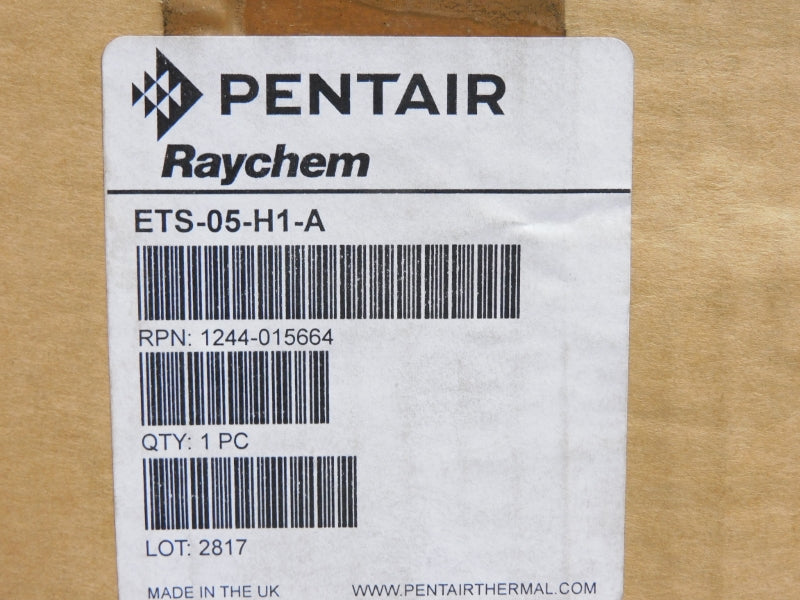 PENTAIR
Raychem
ETS-05-H1-A
RPN: 1244-015664
QTY: 1 PC
LOT: 2817
MADE IN THE UK WWW.PENTAIRTHERMAL.COM